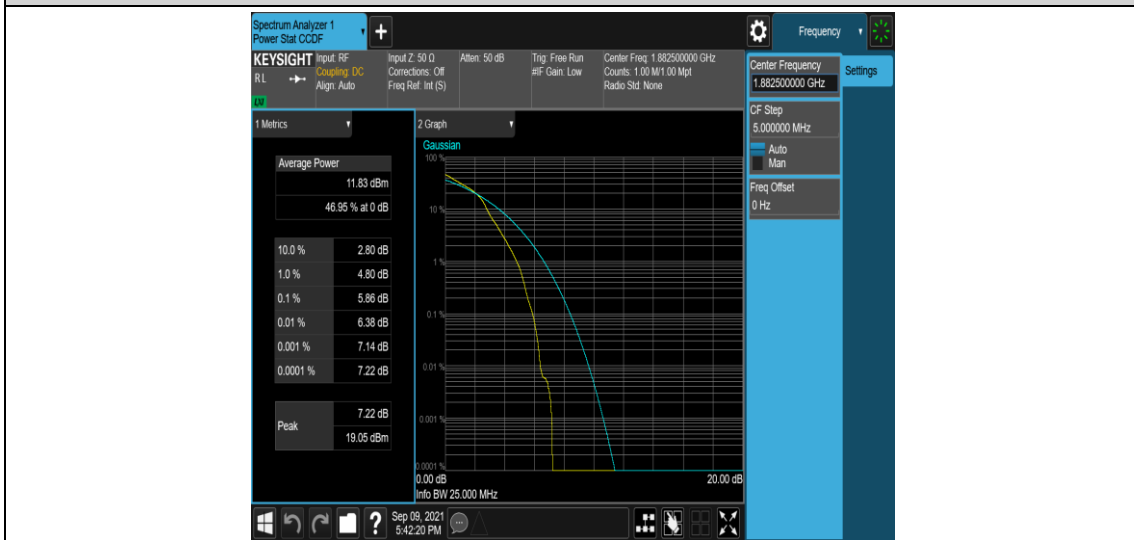 Spectrum Analyzer 1
Power Stat CCDF
+
Frequency
KEYSIGHT
RL
LXI
Input: RF
Coupling: DC
Align: Auto
Input Z: 50 Ω
Corrections: Off
Freq Ref: Int (S)
Atten: 50 dB
Trig: Free Run
#IF Gain: Low
Center Freq: 1.882500000 GHz
Counts: 1.00 M/1.00 Mpt
Radio Std: None
Center Frequency
1.882500000 GHz
Settings
CF Step
5.000000 MHz
Auto
Man
Freq Offset
0 Hz
1 Metrics
Average Power
11.83 dBm
46.95 % at 0 dB
10.0 % 2.80 dB
1.0 % 4.80 dB
0.1 % 5.86 dB
0.01 % 6.38 dB
0.001 % 7.14 dB
0.0001 % 7.22 dB
Peak 7.22 dB
19.05 dBm
2 Graph
Gaussian
100 %
10 %
1 %
0.1 %
0.01 %
0.001 %
0.0001 %
0.00 dB
20.00 dB
Info BW 25.000 MHz
?
Sep 09, 2021
5:42:20 PM